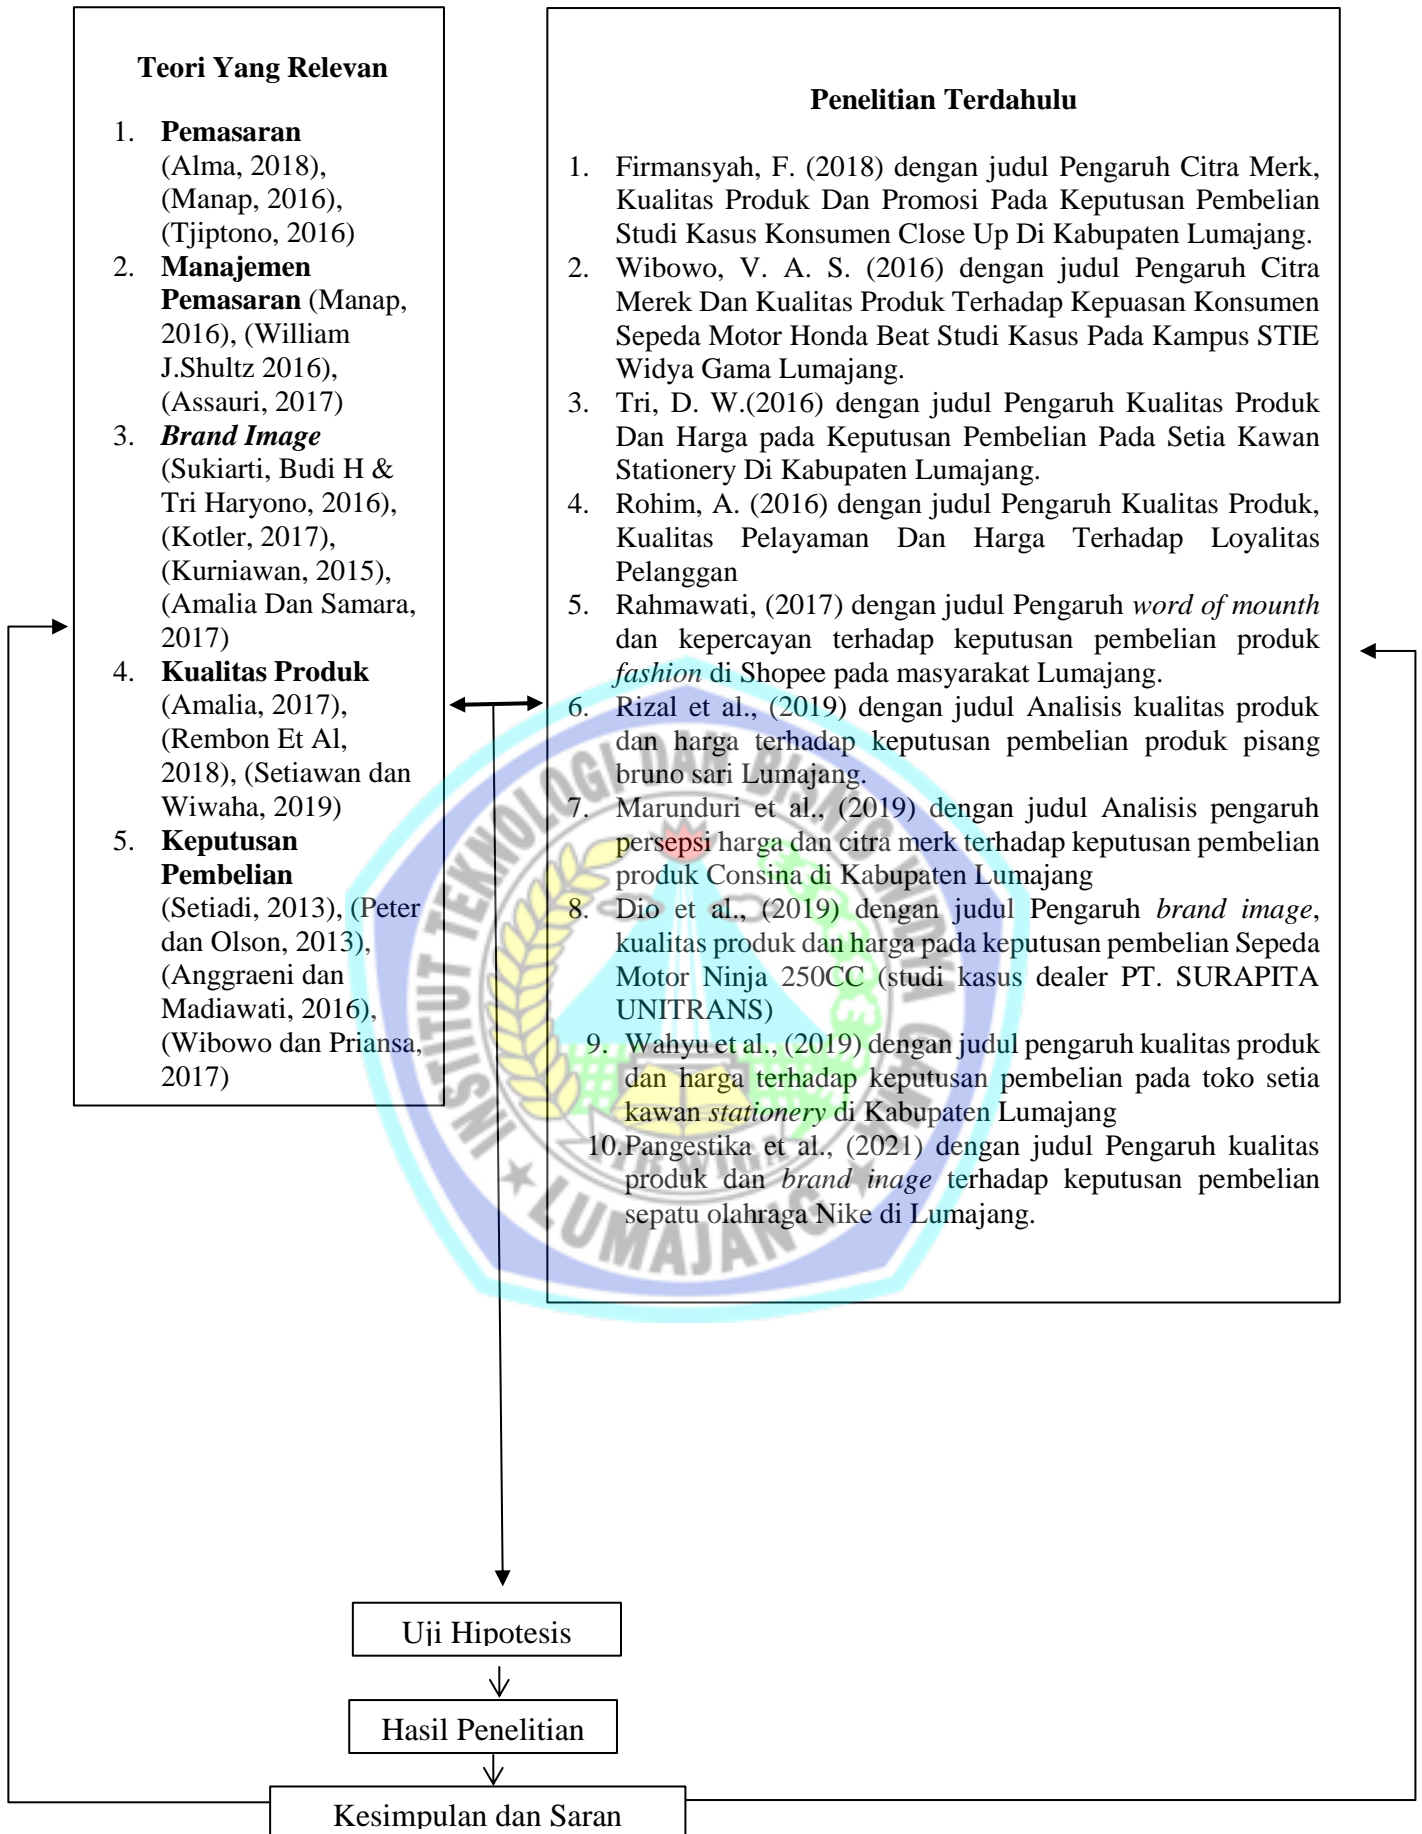 Teori Yang Relevan
1. Pemasaran
(Alma, 2018),
(Manap, 2016),
(Tjiptono, 2016)
2. Manajemen
Pemasaran (Manap,
2016), (William
J.Shultz 2016),
(Assauri, 2017)
3. Brand Image
(Sukiarti, Budi H &
Tri Haryono, 2016),
(Kotler, 2017),
(Kurniawan, 2015),
(Amalia Dan Samara,
2017)
4. Kualitas Produk
(Amalia, 2017),
(Rembon Et Al,
2018), (Setiawan dan
Wiwaha, 2019)
5. Keputusan
Pembelian
(Setiadi, 2013), (Peter
dan Olson, 2013),
(Anggraeni dan
Madiawati, 2016),
(Wibowo dan Priansa,
2017)
Penelitian Terdahulu
1. Firmansyah, F. (2018) dengan judul Pengaruh Citra Merk,
Kualitas Produk Dan Promosi Pada Keputusan Pembelian
Studi Kasus Konsumen Close Up Di Kabupaten Lumajang.
2. Wibowo, V. A. S. (2016) dengan judul Pengaruh Citra
Merek Dan Kualitas Produk Terhadap Kepuasan Konsumen
Sepeda Motor Honda Beat Studi Kasus Pada Kampus STIE
Widya Gama Lumajang.
3. Tri, D. W.(2016) dengan judul Pengaruh Kualitas Produk
Dan Harga pada Keputusan Pembelian Pada Setia Kawan
Stationery Di Kabupaten Lumajang.
4. Rohim, A. (2016) dengan judul Pengaruh Kualitas Produk,
Kualitas Pelayaman Dan Harga Terhadap Loyalitas
Pelanggan
5. Rahmawati, (2017) dengan judul Pengaruh word of mounth
dan kepercayan terhadap keputusan pembelian produk
fashion di Shopee pada masyarakat Lumajang.
6. Rizal et al., (2019) dengan judul Analisis kualitas produk
dan harga terhadap keputusan pembelian produk pisang
bruno sari Lumajang.
7. Marunduri et al., (2019) dengan judul Analisis pengaruh
persepsi harga dan citra merk terhadap keputusan pembelian
produk Consina di Kabupaten Lumajang
8. Dio et al., (2019) dengan judul Pengaruh brand image,
kualitas produk dan harga pada keputusan pembelian Sepeda
Motor Ninja 250CC (studi kasus dealer PT. SURAPITA
UNITRANS)
9. Wahyu et al., (2019) dengan judul pengaruh kualitas produk
dan harga terhadap keputusan pembelian pada toko setia
kawan stationery di Kabupaten Lumajang
10.Pangestika et al., (2021) dengan judul Pengaruh kualitas
produk dan brand inage terhadap keputusan pembelian
sepatu olahraga Nike di Lumajang.
INSTITUT TEKNOLOGI DAN BISNIS WIDYA GAMA
LUMAJANG
Uji Hipotesis
Hasil Penelitian
Kesimpulan dan Saran